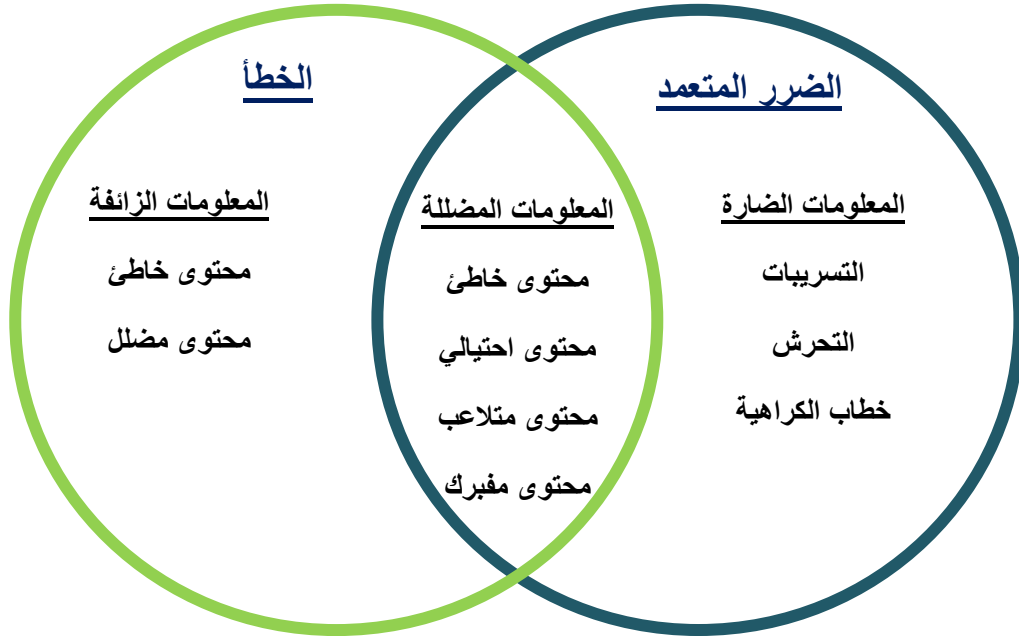 الضرر المتعمد
المعلومات الضارة
التسريبات
التحرش
خطاب الكراهية
المعلومات المضللة
محتوى خاطئ
محتوى احتيالي
محتوى متلاعب
محتوى مفبرك
الخطأ
المعلومات الزائفة
محتوى خاطئ
محتوى مضلل